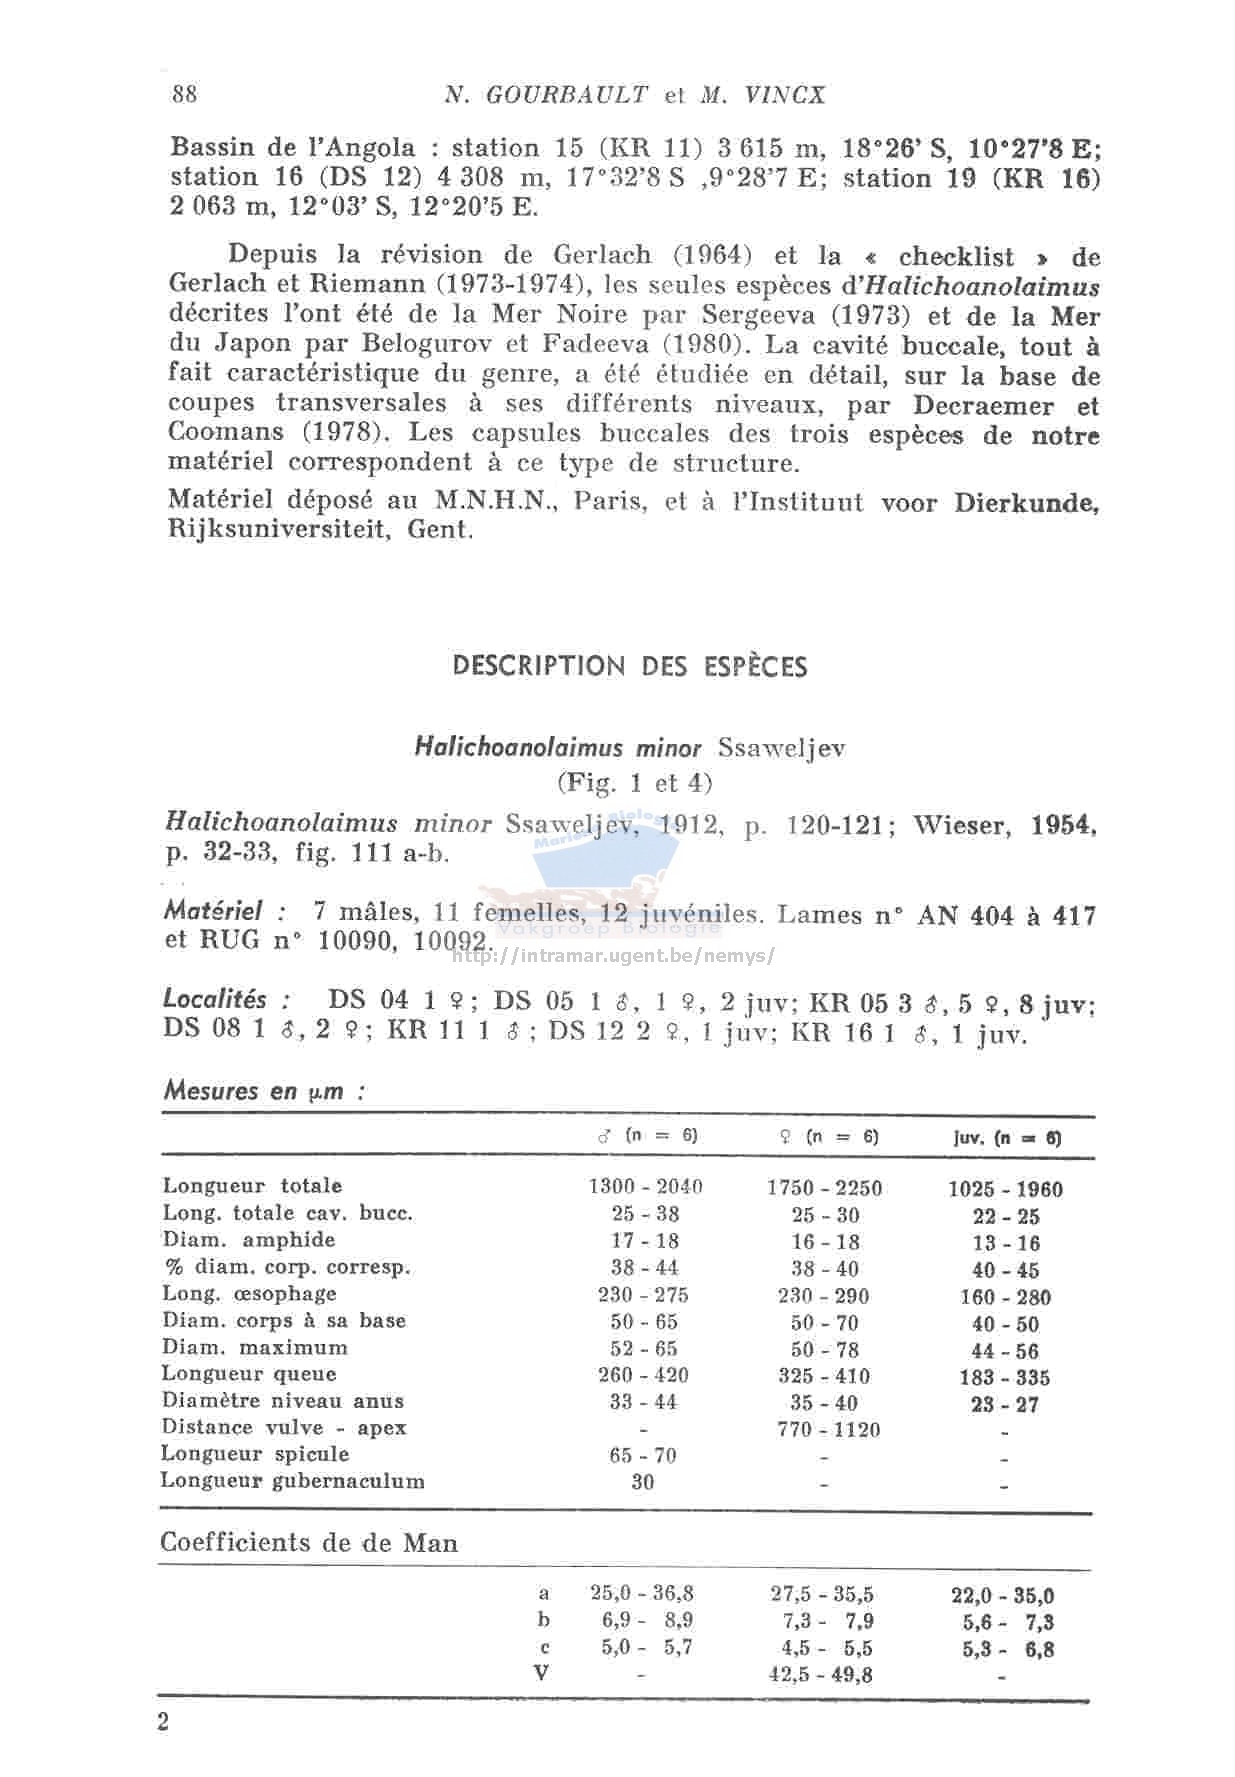 88
N. GOURBAULT et M. VINCX
Bassin de l'Angola : station 15 (KR 11) 3 615 m, 18°26' S, 10°27'8 E;
station 16 (DS 12) 4 308 m, 17°32'8 S ,9°28'7 E; station 19 (KR 16)
2 063 m, 12°03' S, 12°20'5 E.
Depuis la révision de Gerlach (1964) et la « checklist » de
Gerlach et Riemann (1973-1974), les seules espèces d'Halichoanolaimus
décrites l'ont été de la Mer Noire par Sergeeva (1973) et de la Mer
du Japon par Belogurov et Fadeeva (1980). La cavité buccale, tout à
fait caractéristique du genre, a été étudiée en détail, sur la base de
coupes transversales à ses différents niveaux, par Decraemer et
Coomans (1978). Les capsules buccales des trois espèces de notre
matériel correspondent à ce type de structure.
Matériel déposé au M.N.H.N., Paris, et à l'Instituut voor Dierkunde,
Rijksuniversiteit, Gent.
DESCRIPTION DES ESPÈCES
Halichoanolaimus minor Ssaweljev
(Fig. 1 et 4)
Halichoanolaimus minor Ssaweljev, 1912, p. 120-121; Wieser, 1954,
p. 32-33, fig. 111 a-b.
Marine Biology
Matériel : 7 mâles, 11 femelles, 12 juvéniles. Lames n° AN 404 à 417
Vakgroep Biologie
et RUG n° 10090, 10092.
http://intramar.ugent.be/nemys/
Localités : DS 04 1 ♀; DS 05 1 ♂, 1 ♀, 2 juv; KR 05 3 ♂, 5 ♀, 8 juv;
DS 08 1 ♂, 2 ♀; KR 11 1 ♂; DS 12 2 ♀, 1 juv; KR 16 1 ♂, 1 juv.
Mesures en µm :
♂ (n = 6) ♀ (n = 6) Juv. (n = 6)
Longueur totale 1300 - 2040 1750 - 2250 1025 - 1960
Long. totale cav. bucc. 25 - 38 25 - 30 22 - 25
Diam. amphide 17 - 18 16 - 18 13 - 16
% diam. corp. corresp. 38 - 44 38 - 40 40 - 45
Long. œsophage 230 - 275 230 - 290 160 - 280
Diam. corps à sa base 50 - 65 50 - 70 40 - 50
Diam. maximum 52 - 65 50 - 78 44 - 56
Longueur queue 260 - 420 325 - 410 183 - 335
Diamètre niveau anus 33 - 44 35 - 40 23 - 27
Distance vulve - apex - 770 - 1120 -
Longueur spicule 65 - 70 - -
Longueur gubernaculum 30 - -
Coefficients de de Man
a 25,0 - 36,8 27,5 - 35,5 22,0 - 35,0
b 6,9 - 8,9 7,3 - 7,9 5,6 - 7,3
c 5,0 - 5,7 4,5 - 5,5 5,3 - 6,8
V - 42,5 - 49,8 -
2